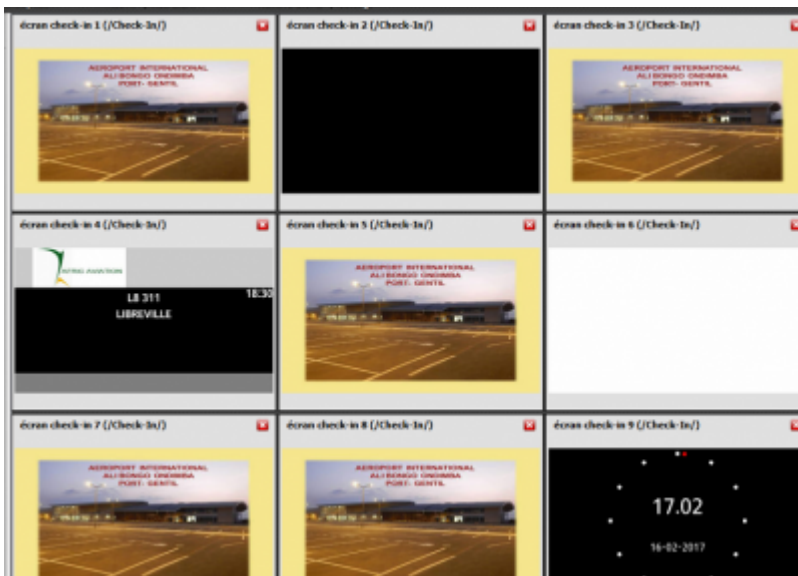 écran check-in 1 (/Check-In/)
écran check-in 2 (/Check-In/)
écran check-in 3 (/Check-In/)
AEROPORT INTERNATIONAL
ALI BONGO ONDIMBA
PORT- GENTIL
AEROPORT INTERNATIONAL
ALI BONGO ONDIMBA
PORT- GENTIL
écran check-in 4 (/Check-In/)
écran check-in 5 (/Check-In/)
écran check-in 6 (/Check-In/)
AVIATION
L8 311
18:30
LIBREVILLE
AEROPORT INTERNATIONAL
ALI BONGO ONDIMBA
PORT- GENTIL
écran check-in 7 (/Check-In/)
écran check-in 8 (/Check-In/)
écran check-in 9 (/Check-In/)
AEROPORT INTERNATIONAL
ALI BONGO ONDIMBA
PORT- GENTIL
AEROPORT INTERNATIONAL
ALI BONGO ONDIMBA
PORT- GENTIL
17.02
16-02-2017